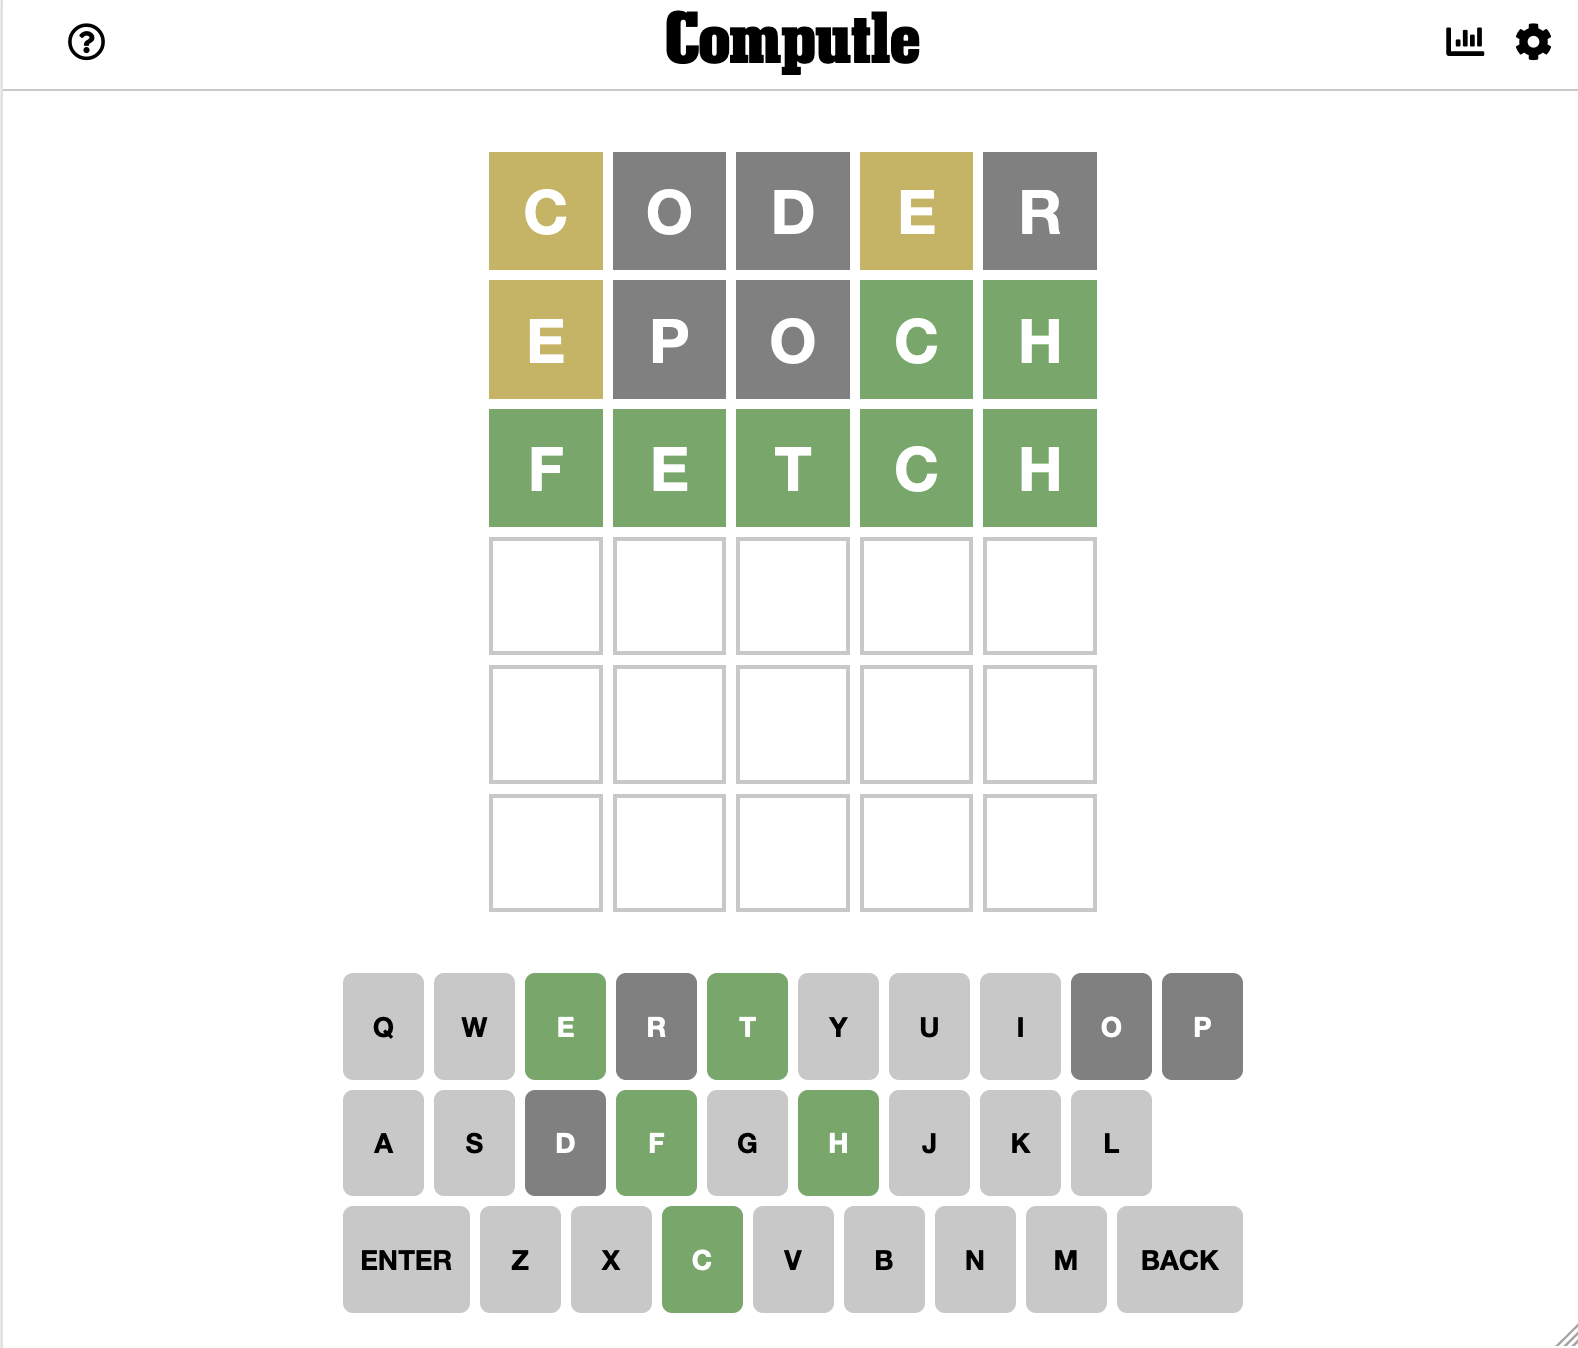 Computle
C O D E R
E P O C H
F E T C H
Q W E R T Y U I O P
A S D F G H J K L
ENTER Z X C V B N M BACK